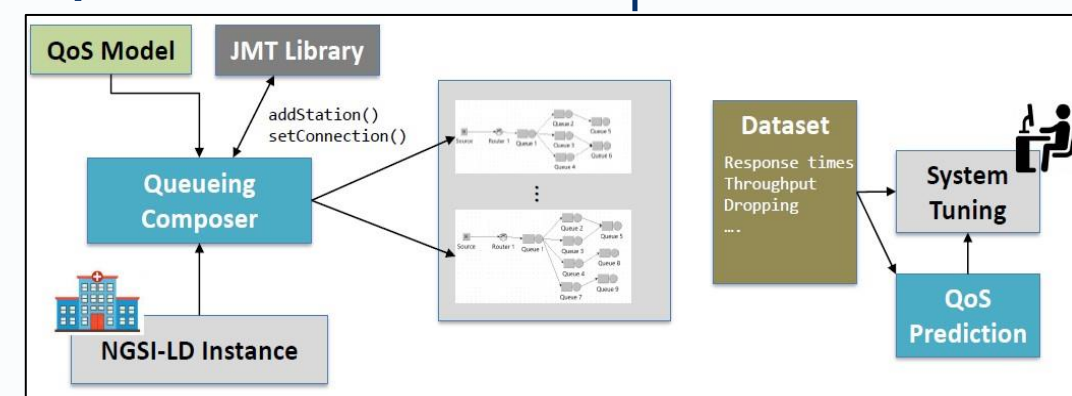 QoS Model
JMT Library
addStation()
setConnection()
Queueing
Composer
NGSI-LD Instance
Source
Router 1
Queue 1
Queue 2
Queue 3
Queue 4
Queue 5
Queue 6
⋮
Source
Router 1
Queue 1
Queue 2
Queue 3
Queue 4
Queue 7
Queue 5
Queue 8
Queue 9
Dataset
Response times
Throughput
Dropping
….
System
Tuning
QoS
Prediction